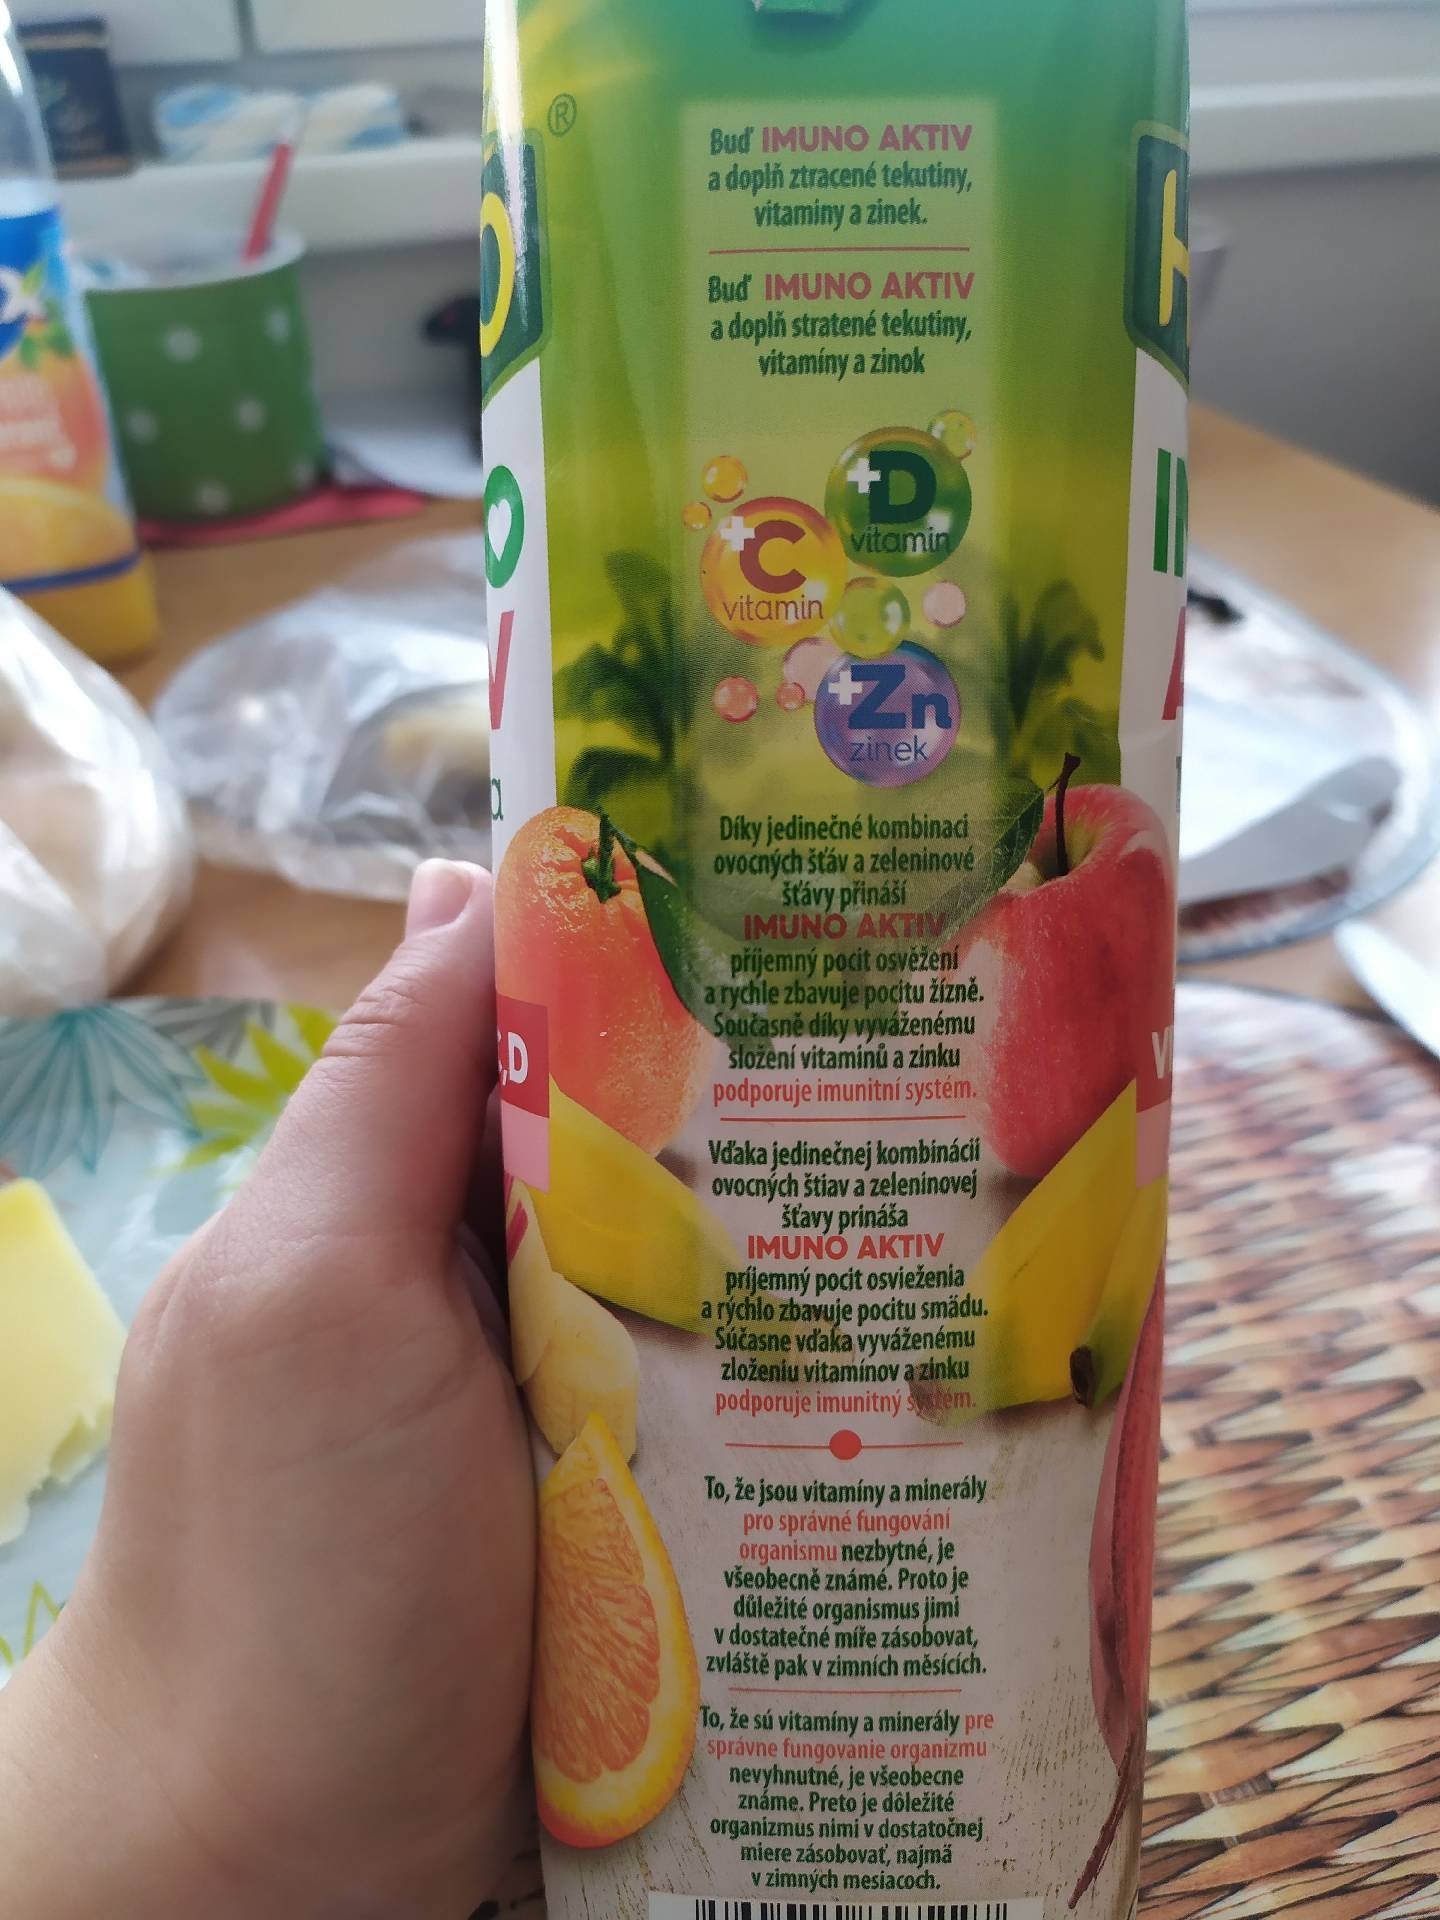 ®
Buď IMUNO AKTIV
a doplň ztracené tekutiny,
vitaminy a zinek.
Buď IMUNO AKTIV
a doplň stratené tekutiny,
vitamíny a zinok
+D
vitamin
+C
vitamin
+Zn
zinek
Díky jedinečné kombinaci
ovocných šťáv a zeleninové
šťávy přináší
IMUNO AKTIV
příjemný pocit osvěžení
a rychle zbavuje pocitu žízně.
Současně díky vyváženému
složení vitaminů a zinku
podporuje imunitní systém.
Vďaka jedinečnej kombinácii
ovocných štiav a zeleninovej
šťavy prináša
IMUNO AKTIV
príjemný pocit osvieženia
a rýchlo zbavuje pocitu smädu.
Súčasne vďaka vyváženému
zloženiu vitamínov a zinku
podporuje imunitný systém.
To, že jsou vitamíny a minerály
pro správné fungování
organismu nezbytné, je
všeobecně známé. Proto je
důležité organismus jimi
v dostatečné míře zásobovat,
zvláště pak v zimních měsících.
To, že sú vitamíny a minerály pre
správne fungovanie organizmu
nevyhnutné, je všeobecne
známe. Preto je dôležité
organizmus nimi v dostatočnej
miere zásobovať, najmä
v zimných mesiacoch.